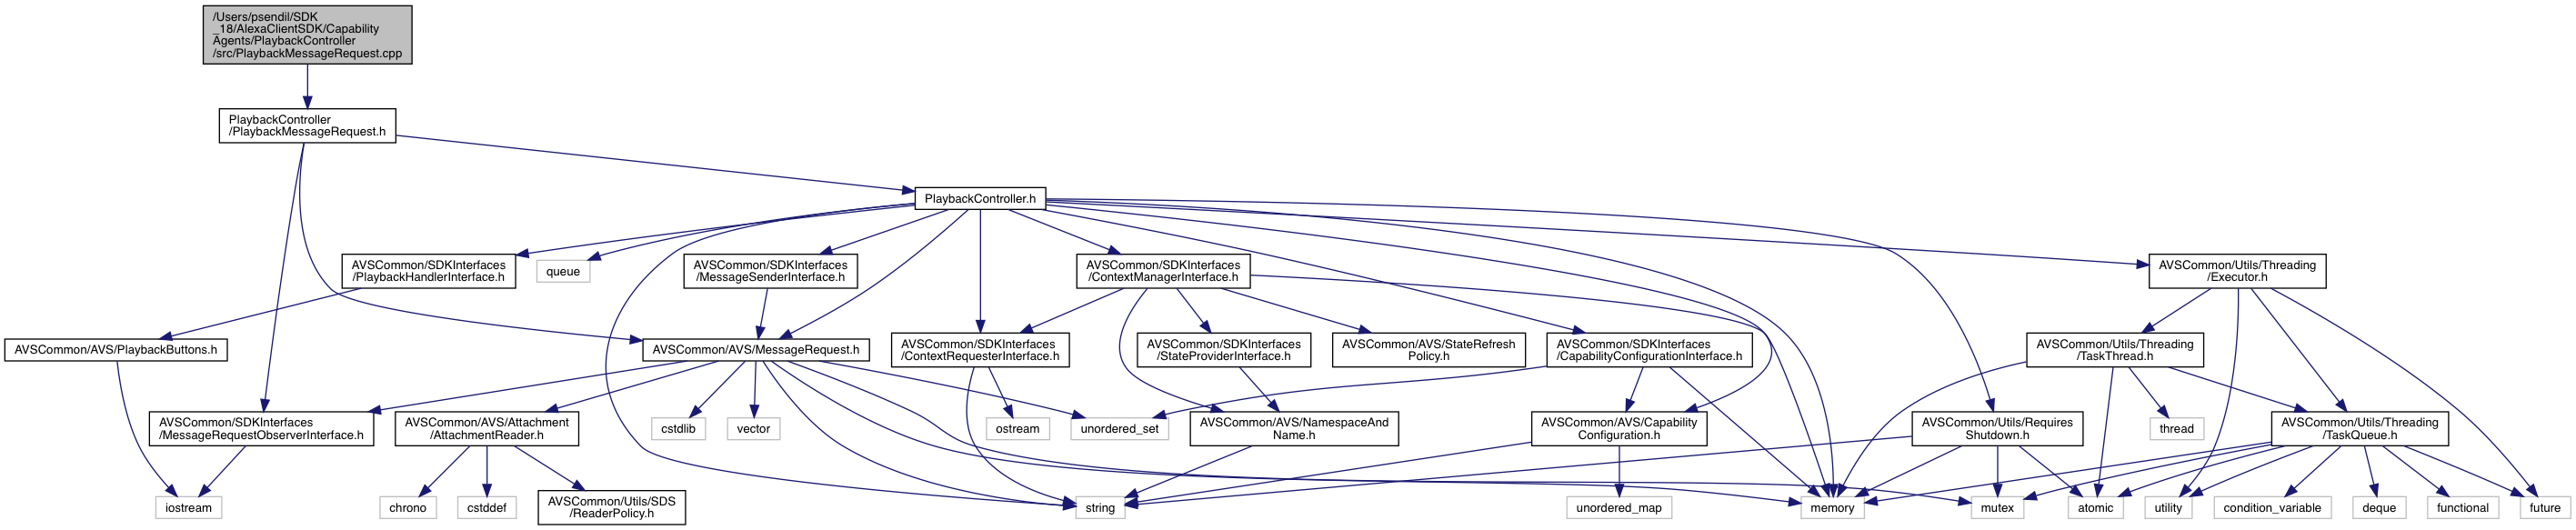 /Users/psendil/SDK
_18/AlexaClientSDK/Capability
Agents/PlaybackController
/src/PlaybackMessageRequest.cpp
PlaybackController
/PlaybackMessageRequest.h
PlaybackController.h
AVSCommon/SDKInterfaces
/PlaybackHandlerInterface.h
queue
AVSCommon/SDKInterfaces
/MessageSenderInterface.h
AVSCommon/SDKInterfaces
/ContextManagerInterface.h
AVSCommon/Utils/Threading
/Executor.h
AVSCommon/AVS/PlaybackButtons.h
AVSCommon/AVS/MessageRequest.h
AVSCommon/SDKInterfaces
/ContextRequesterInterface.h
AVSCommon/SDKInterfaces
/StateProviderInterface.h
AVSCommon/AVS/StateRefresh
Policy.h
AVSCommon/SDKInterfaces
/CapabilityConfigurationInterface.h
AVSCommon/Utils/Threading
/TaskThread.h
AVSCommon/SDKInterfaces
/MessageRequestObserverInterface.h
AVSCommon/AVS/Attachment
/AttachmentReader.h
cstdlib
vector
ostream
unordered_set
AVSCommon/AVS/NamespaceAnd
Name.h
AVSCommon/AVS/Capability
Configuration.h
AVSCommon/Utils/Requires
Shutdown.h
thread
AVSCommon/Utils/Threading
/TaskQueue.h
iostream
chrono
cstddef
AVSCommon/Utils/SDS
/ReaderPolicy.h
string
unordered_map
memory
mutex
atomic
utility
condition_variable
deque
functional
future